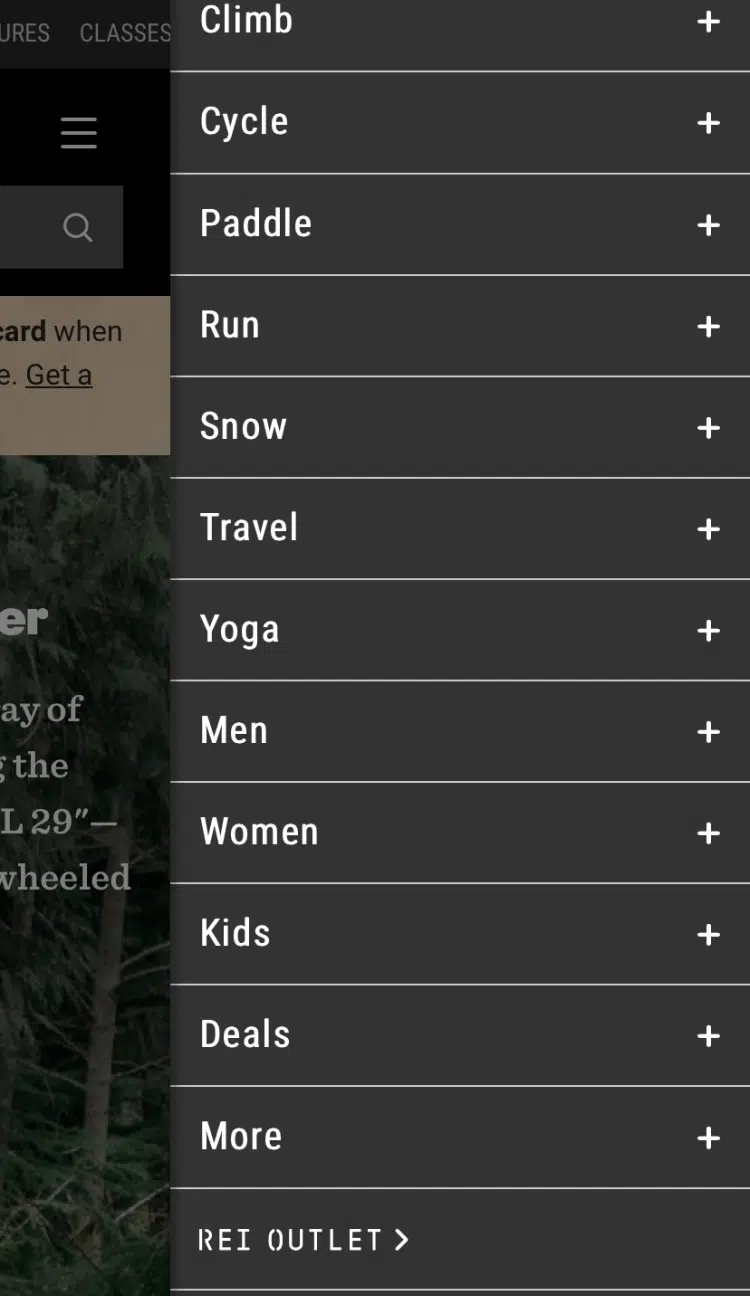 URES CLASSES
card when
e. Get a
er
ay of
g the
L 29″—
wheeled
Climb
Cycle
Paddle
Run
Snow
Travel
Yoga
Men
Women
Kids
Deals
More
REI OUTLET